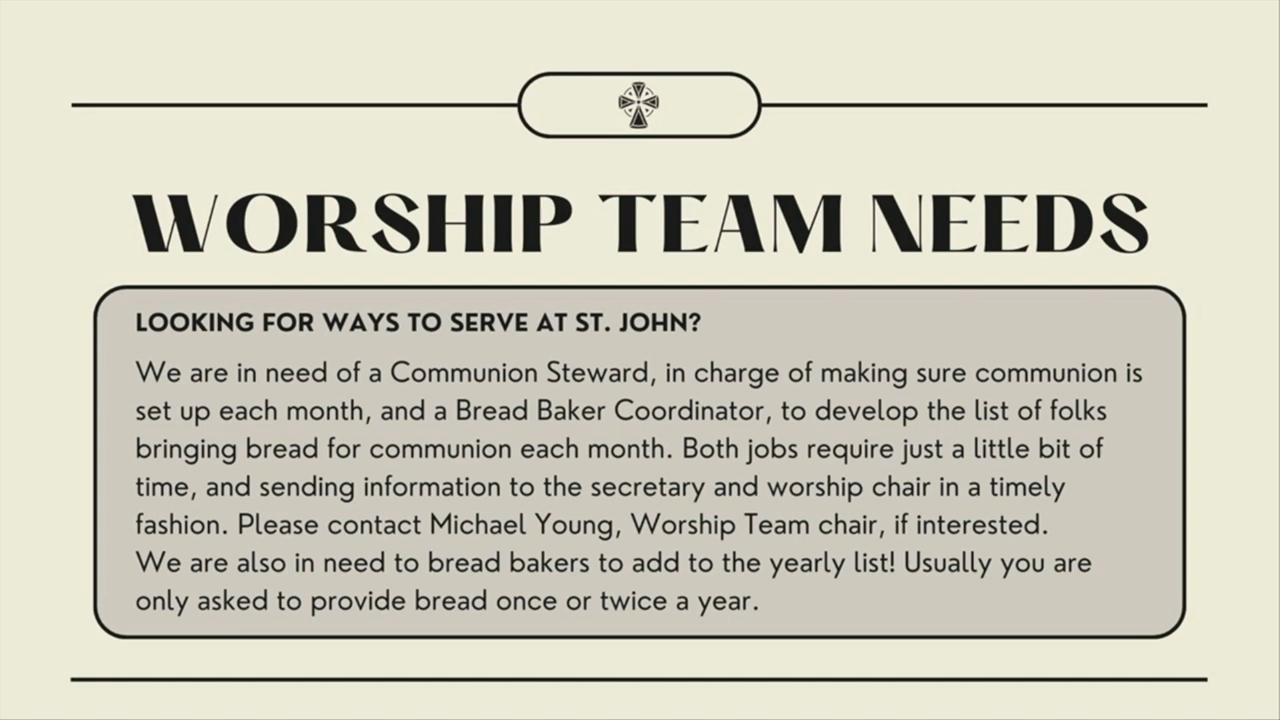 WORSHIP TEAM NEEDS
LOOKING FOR WAYS TO SERVE AT ST. JOHN?
We are in need of a Communion Steward, in charge of making sure communion is
set up each month, and a Bread Baker Coordinator, to develop the list of folks
bringing bread for communion each month. Both jobs require just a little bit of
time, and sending information to the secretary and worship chair in a timely
fashion. Please contact Michael Young, Worship Team chair, if interested.
We are also in need to bread bakers to add to the yearly list! Usually you are
only asked to provide bread once or twice a year.